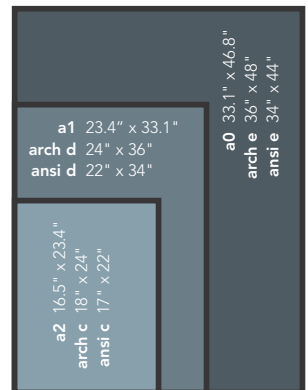 a0 33.1" x 46.8"
arch e 36" x 48"
ansi e 34" x 44"
a1 23.4" x 33.1"
arch d 24" x 36"
ansi d 22" x 34"
a2 16.5" x 23.4"
arch c 18" x 24"
ansi c 17" x 22"